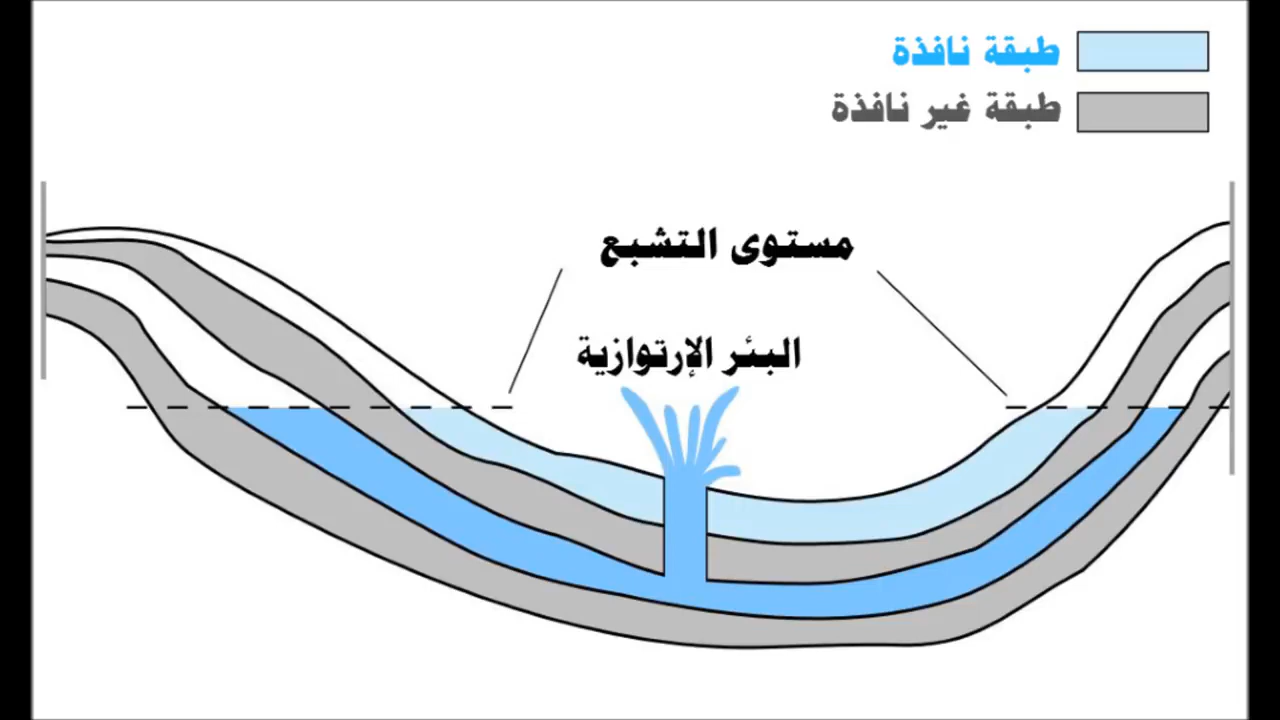 طبقة نافذة
طبقة غير نافذة
مستوى التشبع
البئر الإرتوازية